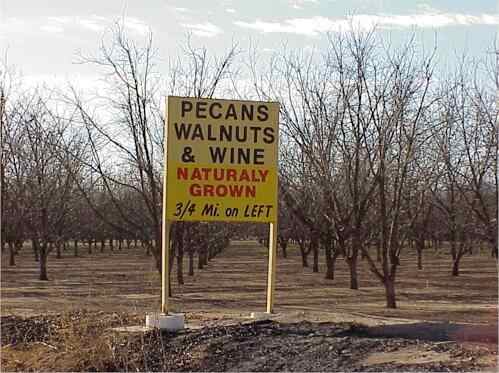 PECANS
WALNUTS
& WINE
NATURALY
GROWN
3/4 Mi. on LEFT